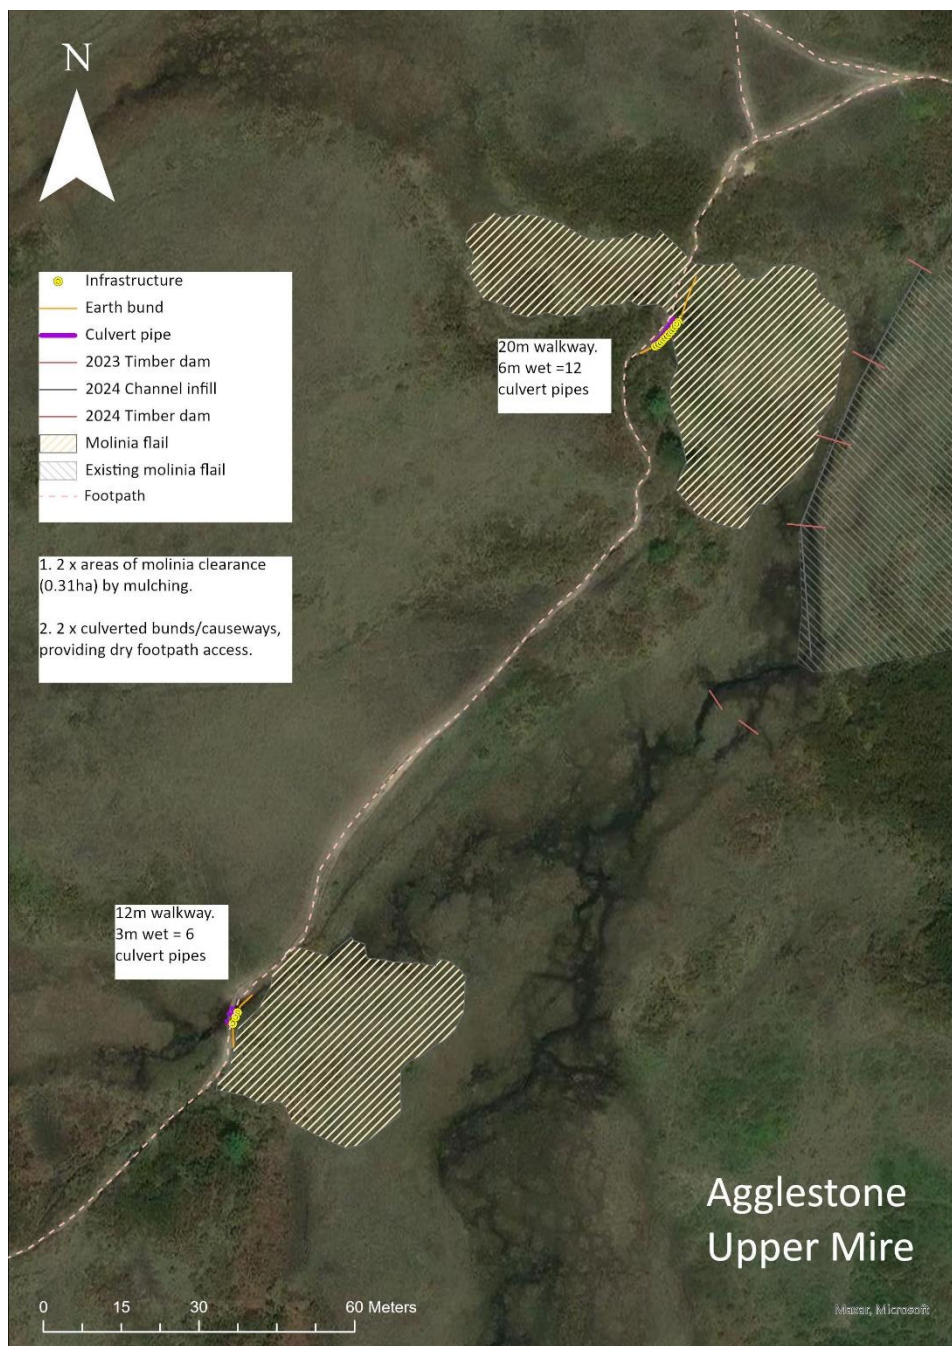 N
Infrastructure
Earth bund
Culvert pipe
2023 Timber dam
2024 Channel infill
2024 Timber dam
Molinia flail
Existing molinia flail
Footpath
20m walkway.
6m wet =12
culvert pipes
1. 2 x areas of molinia clearance
(0.31ha) by mulching.
2. 2 x culverted bunds/causeways,
providing dry footpath access.
12m walkway.
3m wet = 6
culvert pipes
Agglestone
Upper Mire
0 15 30 60 Meters
Maxar, Microsoft